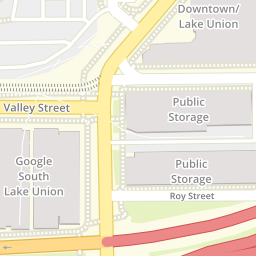 Downtown/
Lake Union
Public
Storage
Valley Street
Google
South
Lake Union
Public
Storage
Roy Street